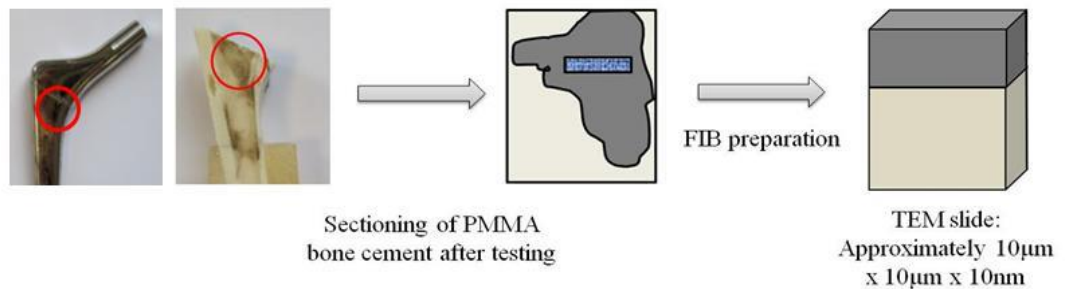 FIB preparation
Sectioning of PMMA
bone cement after testing
TEM slide:
Approximately 10μm
x 10μm x 10nm